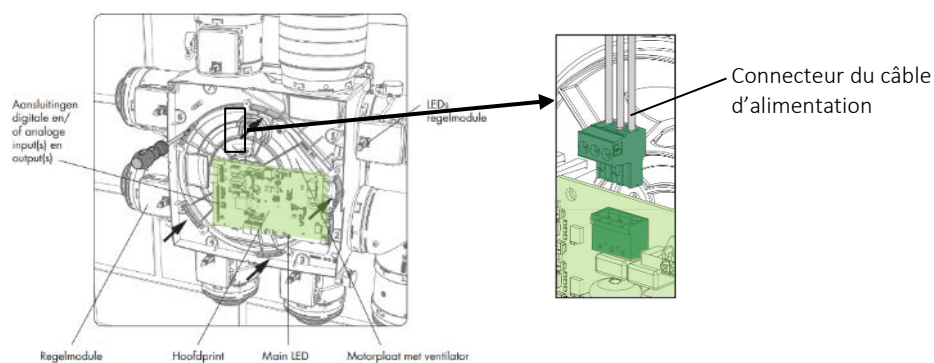 Aansluitingen
digitale en/
of analoge
input(s) en
output(s)
LEDs
regelmodule
Connecteur du câble
d’alimentation
Regelmodule
Hoofdprint
Main LED
Motorplaat met ventilator